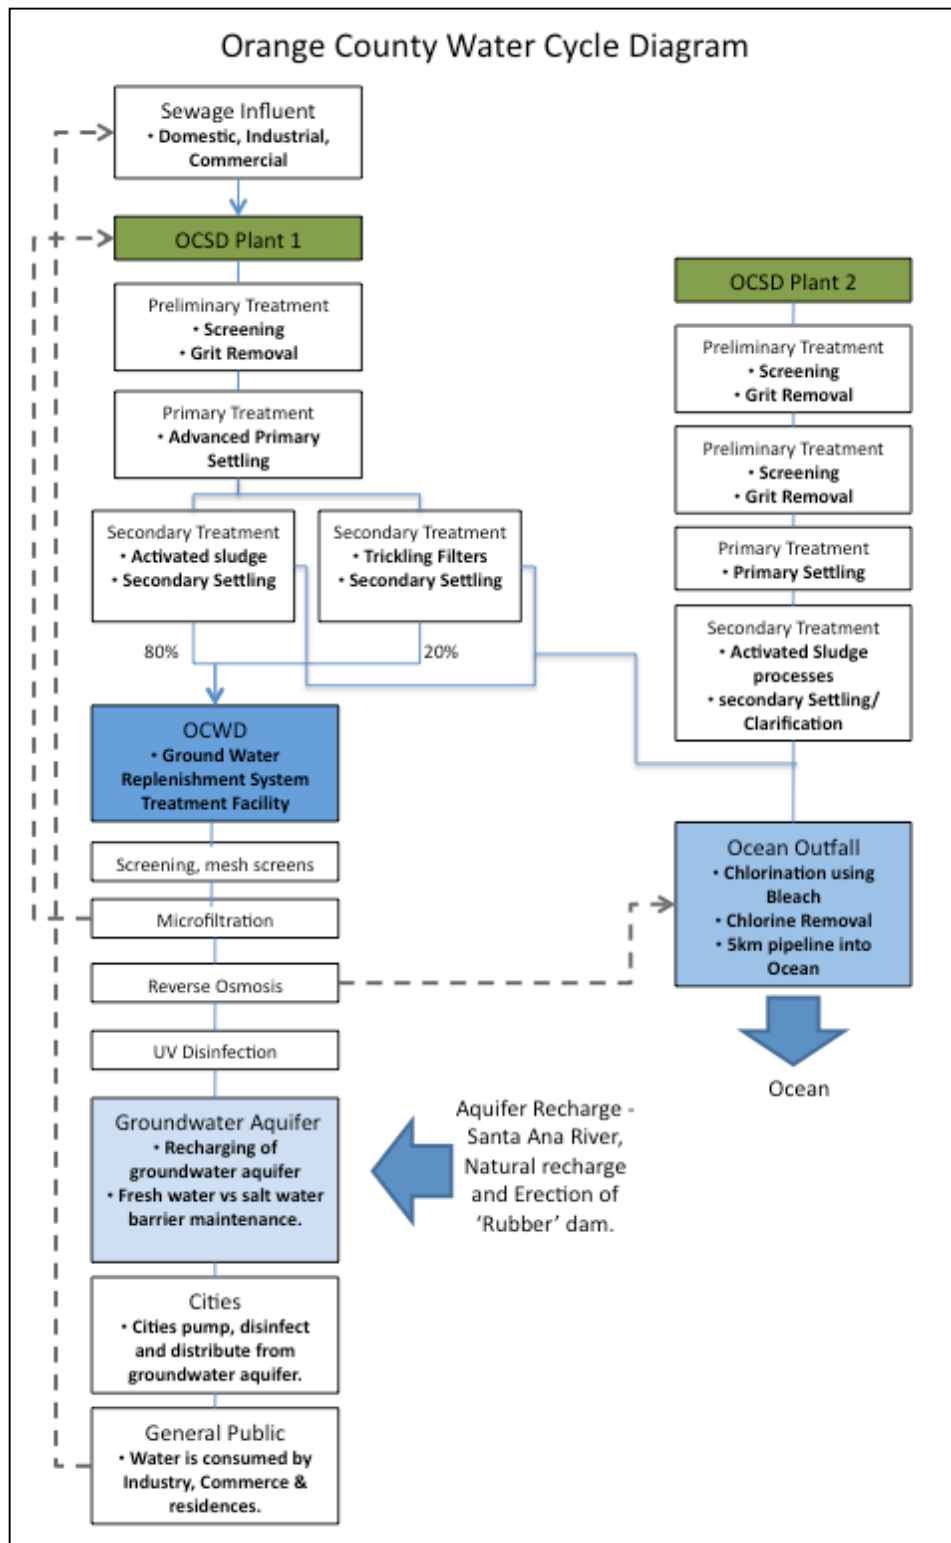 Orange County Water Cycle Diagram
Sewage Influent
• Domestic, Industrial,
Commercial
OCSD Plant 1
Preliminary Treatment
• Screening
• Grit Removal
Primary Treatment
• Advanced Primary
Settling
Secondary Treatment
• Activated sludge
• Secondary Settling
Secondary Treatment
• Trickling Filters
• Secondary Settling
80%
20%
OCWD
• Ground Water
Replenishment System
Treatment Facility
Screening, mesh screens
Microfiltration
Reverse Osmosis
UV Disinfection
Groundwater Aquifer
• Recharging of
groundwater aquifer
• Fresh water vs salt water
barrier maintenance.
Aquifer Recharge -
Santa Ana River,
Natural recharge
and Erection of
‘Rubber’ dam.
Cities
• Cities pump, disinfect
and distribute from
groundwater aquifer.
General Public
• Water is consumed by
Industry, Commerce &
residences.
OCSD Plant 2
Preliminary Treatment
• Screening
• Grit Removal
Preliminary Treatment
• Screening
• Grit Removal
Primary Treatment
• Primary Settling
Secondary Treatment
• Activated Sludge
processes
• secondary Settling/
Clarification
Ocean Outfall
• Chlorination using
Bleach
• Chlorine Removal
• 5km pipeline into
Ocean
Ocean